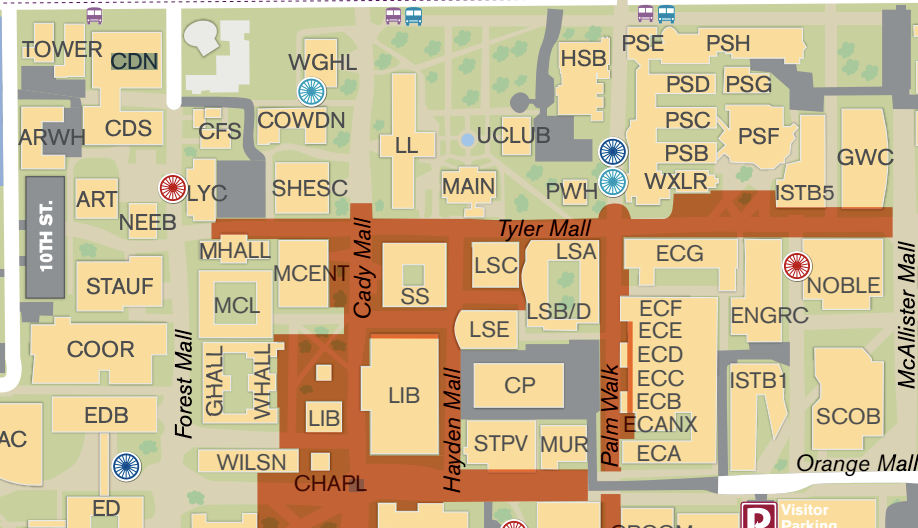 TOWER
CDN
WGHL
HSB
PSE
PSH
PSD
PSG
ARWH
CDS
CFS
COWDN
LL
UCLUB
PSC
PSF
PSB
GWC
ART
LYC
SHESC
MAIN
PWH
WXLR
ISTB5
NEEB
10TH ST.
Tyler Mall
MHALL
MCENT
Cady Mall
LSC
LSA
ECG
STAUF
MCL
SS
LSB/D
NOBLE
McAllister Mall
ECF
ENGRC
LSE
ECE
COOR
Forest Mall
GHALL
WHALL
LIB
Hayden Mall
CP
Palm Walk
ECD
ECC
ISTB1
ECB
EDB
LIB
ECANX
SCOB
AC
STPV
MUR
WILSN
ECA
Orange Mall
CHAPL
ED
P
Visitor
Parking